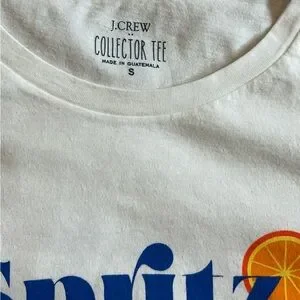 J.CREW
COLLECTOR TEE
MADE IN GUATEMALA
S
Spritz